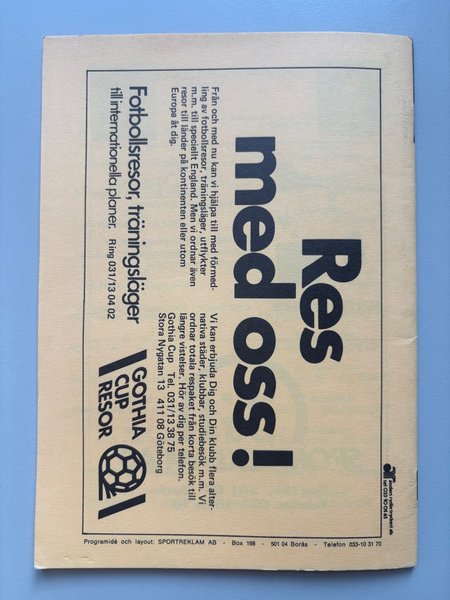 Res
med oss!
Från och med nu kan vi hjälpa till med förmed-
ling av fotbollsresor, träningsläger, utflykter
m.m. till speciellt England. Men vi ordnar även
resor till länder på kontinenten eller utom
Europa åt dig.
Vi kan erbjuda Dig och Din klubb flera alter-
nativa städer, klubbar, studiebesök m.m. Vi
ordnar totala respaket från korta besök till
längre vistelser. Hör av dig per telefon.
Gothia Cup Tel. 031/13 38 75
Stora Nygatan 13 411 08 Göteborg
Fotbollsresor, träningsläger
till internationella planer. Ring 031/13 04 02
GOTHIA
CUP
RESOR
Programidé och layout: SPORTREKLAM AB - Box 168 - 501 04 Borås - Telefon 033-10 31 70